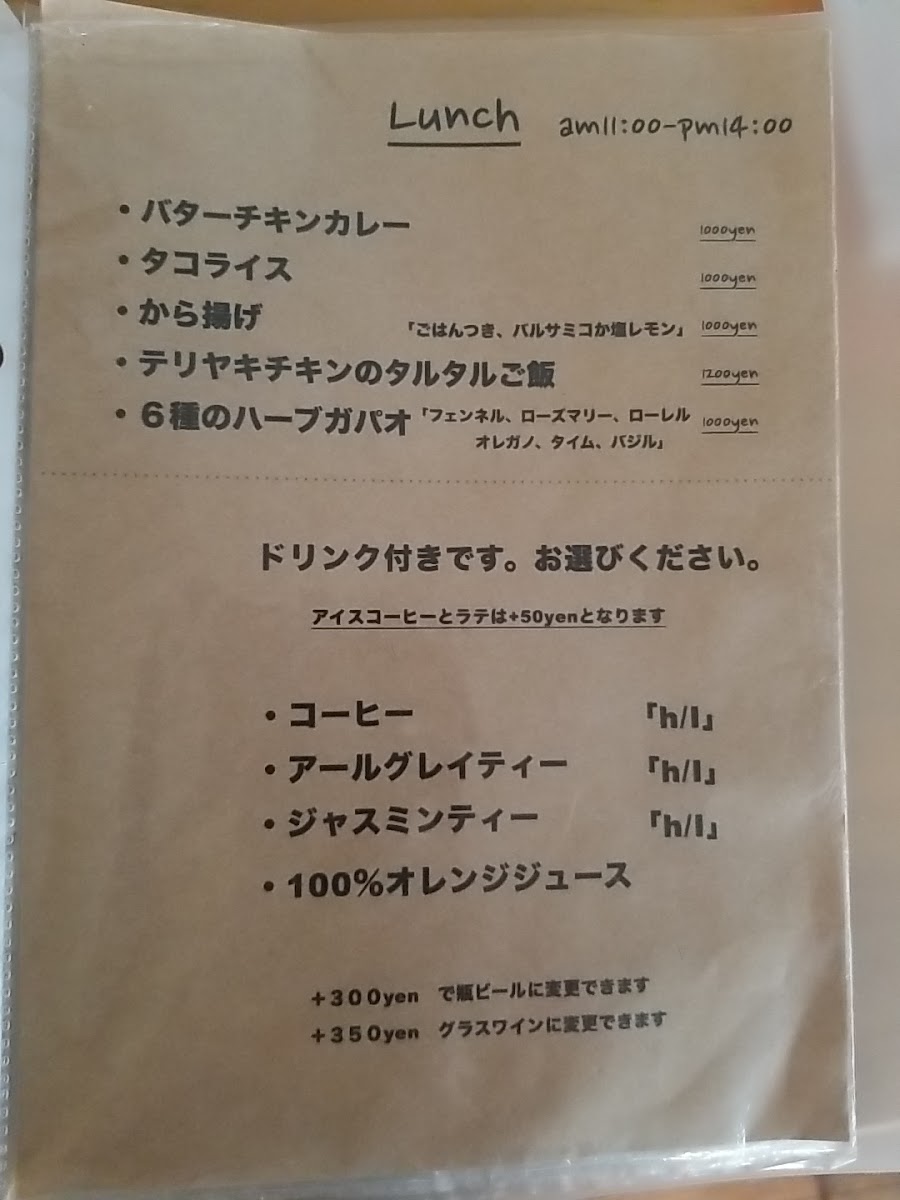 Lunch am11:00-pm14:00
・バターチキンカレー 1000yen
・タコライス 1000yen
・から揚げ 「ごはんつき、バルサミコか塩レモン」 1000yen
・テリヤキチキンのタルタルご飯 1200yen
・6種のハーブガパオ 「フェンネル、ローズマリー、ローレル 1000yen
オレガノ、タイム、バジル」
ドリンク付きです。お選びください。
アイスコーヒーとラテは+50yenとなります
・コーヒー 「h/I」
・アールグレイティー 「h/I」
・ジャスミンティー 「h/I」
・100%オレンジジュース
+300yen で瓶ビールに変更できます
+350yen グラスワインに変更できます